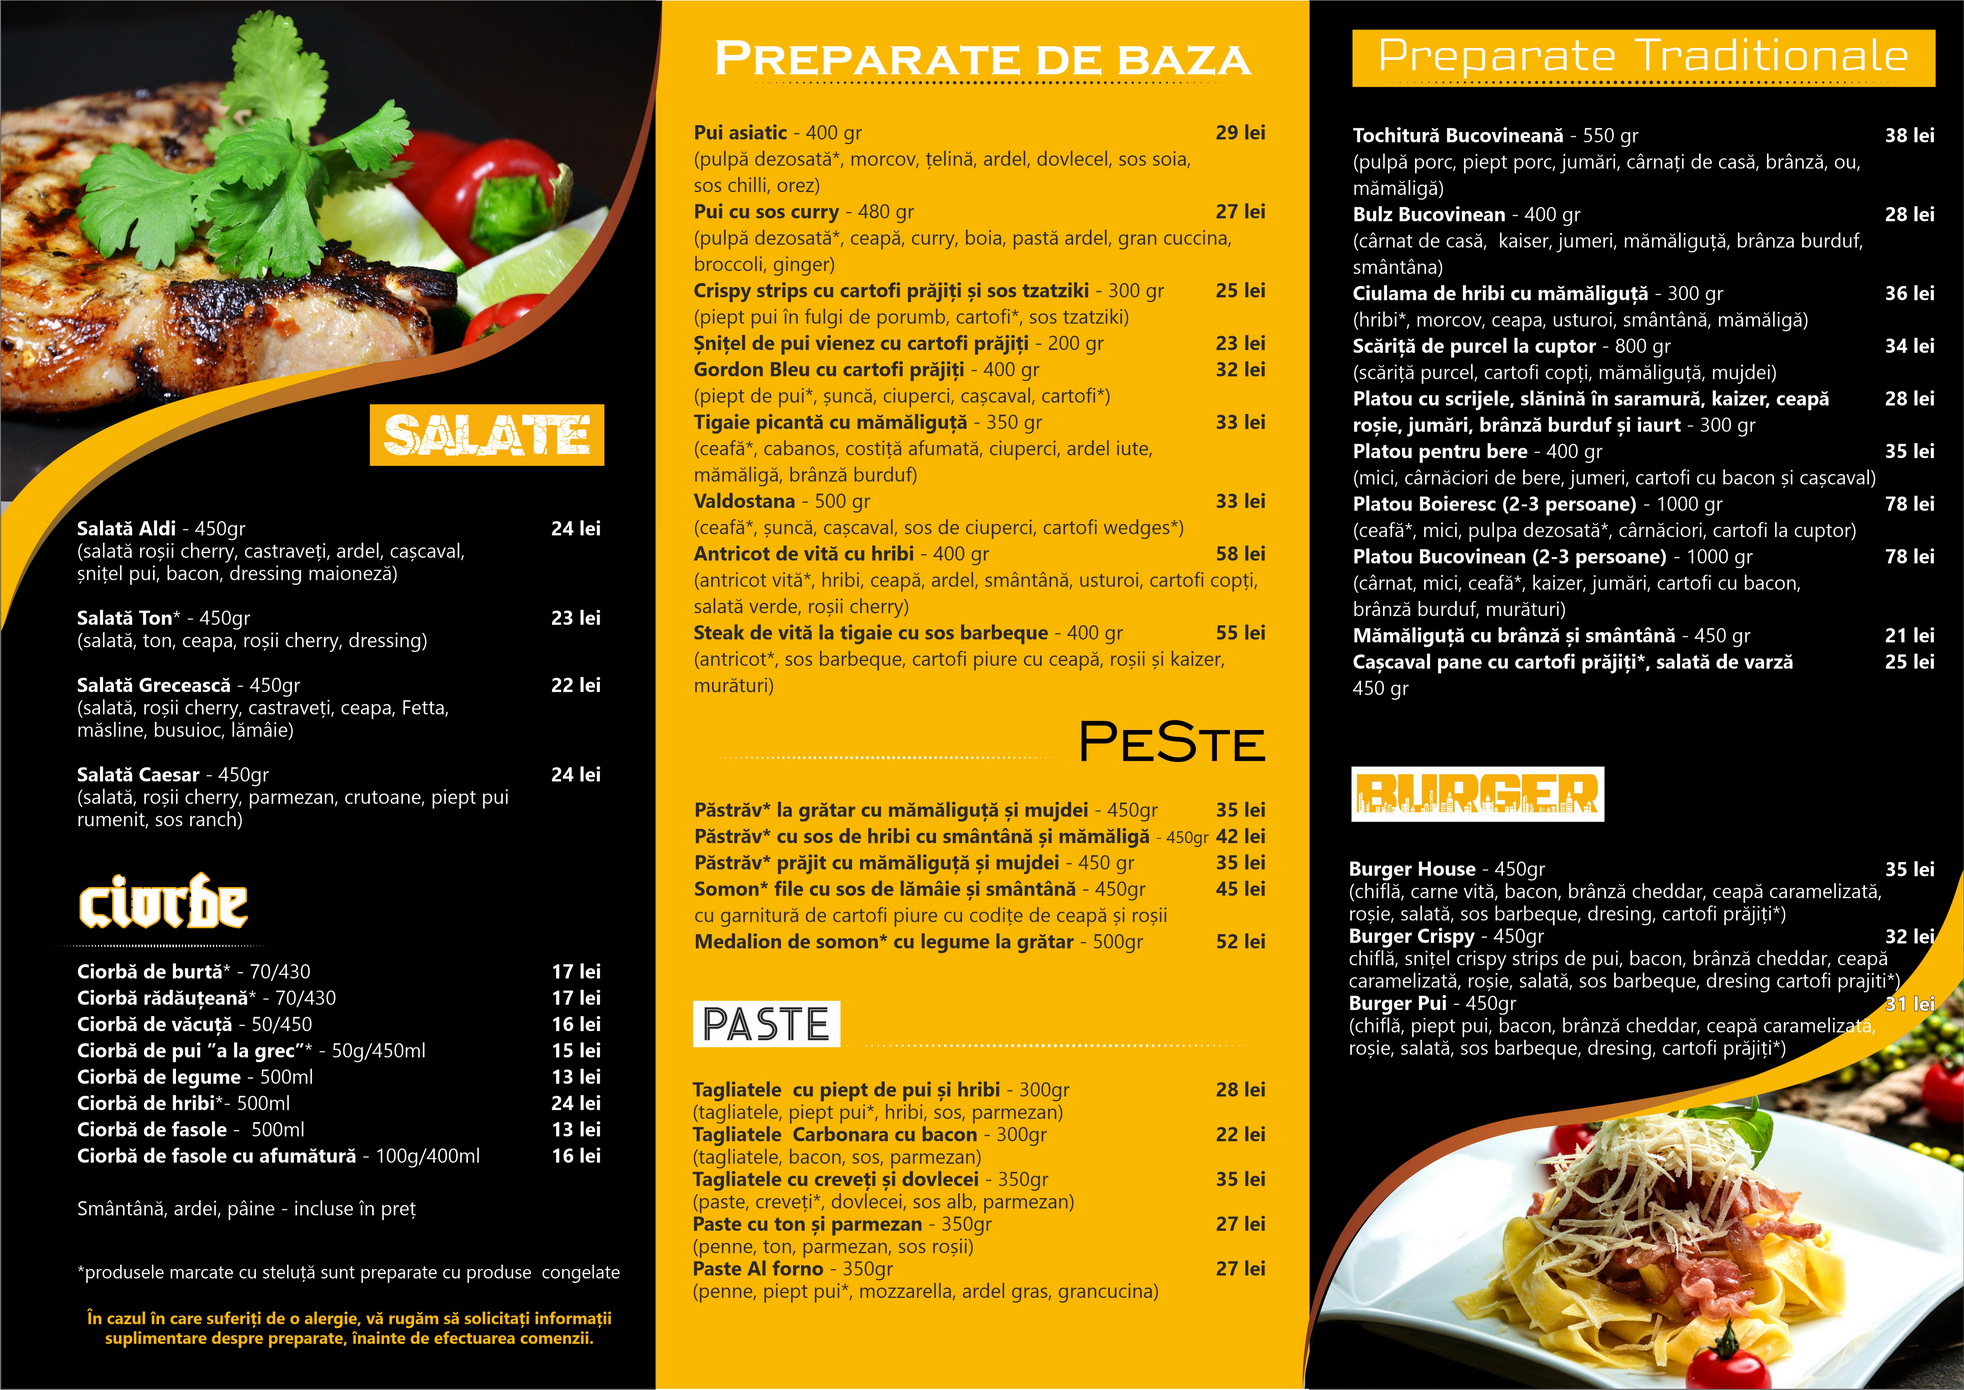 SALATE
Salată Aldi - 450gr 24 lei
(salată roșii cherry, castraveți, ardel, cașcaval,
șnițel pui, bacon, dressing maioneză)
Salată Ton* - 450gr 23 lei
(salată, ton, ceapa, roșii cherry, dressing)
Salată Grecească - 450gr 22 lei
(salată, roșii cherry, castraveți, ceapa, Fetta,
măsline, busuioc, lămâie)
Salată Caesar - 450gr 24 lei
(salată, roșii cherry, parmezan, crutoane, piept pui
rumenit, sos ranch)
ciorbe
Ciorbă de burtă* - 70/430 17 lei
Ciorbă rădăuțeană* - 70/430 17 lei
Ciorbă de văcuță - 50/450 16 lei
Ciorbă de pui ”a la grec”* - 50g/450ml 15 lei
Ciorbă de legume - 500ml 13 lei
Ciorbă de hribi*- 500ml 24 lei
Ciorbă de fasole - 500ml 13 lei
Ciorbă de fasole cu afumătură - 100g/400ml 16 lei
Smântână, ardei, pâine - incluse în preț
*produsele marcate cu steluță sunt preparate cu produse congelate
În cazul în care suferiți de o alergie, vă rugăm să solicitați informații
suplimentare despre preparate, înainte de efectuarea comenzii.
PREPARATE DE BAZA
Pui asiatic - 400 gr 29 lei
(pulpă dezosată*, morcov, țelină, ardel, dovlecel, sos soia,
sos chilli, orez)
Pui cu sos curry - 480 gr 27 lei
(pulpă dezosată*, ceapă, curry, boia, pastă ardel, gran cuccina,
broccoli, ginger)
Crispy strips cu cartofi prăjiți și sos tzatziki - 300 gr 25 lei
(piept pui în fulgi de porumb, cartofi*, sos tzatziki)
Șnițel de pui vienez cu cartofi prăjiți - 200 gr 23 lei
Gordon Bleu cu cartofi prăjiți - 400 gr 32 lei
(piept de pui*, șuncă, ciuperci, cașcaval, cartofi*)
Tigaie picantă cu mămăliguță - 350 gr 33 lei
(ceafă*, cabanos, costiță afumată, ciuperci, ardel iute,
mămăligă, brânză burduf)
Valdostana - 500 gr 33 lei
(ceafă*, șuncă, cașcaval, sos de ciuperci, cartofi wedges*)
Antricot de vită cu hribi - 400 gr 58 lei
(antricot vită*, hribi, ceapă, ardel, smântână, usturoi, cartofi copți,
salată verde, roșii cherry)
Steak de vită la tigaie cu sos barbeque - 400 gr 55 lei
(antricot*, sos barbeque, cartofi piure cu ceapă, roșii și kaizer,
murături)
PESTE
Păstrăv* la grătar cu mămăliguță și mujdei - 450gr 35 lei
Păstrăv* cu sos de hribi cu smântână și mămăligă - 450gr 42 lei
Păstrăv* prăjit cu mămăliguță și mujdei - 450 gr 35 lei
Somon* file cu sos de lămâie și smântână - 450gr 45 lei
cu garnitură de cartofi piure cu codițe de ceapă și roșii
Medalion de somon* cu legume la grătar - 500gr 52 lei
PASTE
Tagliatele cu piept de pui și hribi - 300gr 28 lei
(tagliatele, piept pui*, hribi, sos, parmezan)
Tagliatele Carbonara cu bacon - 300gr 22 lei
(tagliatele, bacon, sos, parmezan)
Tagliatele cu creveți și dovlecei - 350gr 35 lei
(paste, creveți*, dovlecei, sos alb, parmezan)
Paste cu ton și parmezan - 350gr 27 lei
(penne, ton, parmezan, sos roșii)
Paste Al forno - 350gr 27 lei
(penne, piept pui*, mozzarella, ardel gras, grancucina)
Preparate Traditionale
Tochitură Bucovineană - 550 gr 38 lei
(pulpă porc, piept porc, jumări, cârnați de casă, brânză, ou,
mămăligă)
Bulz Bucovinean - 400 gr 28 lei
(cârnat de casă, kaiser, jumeri, mămăliguță, brânza burduf,
smântâna)
Ciulama de hribi cu mămăliguță - 300 gr 36 lei
(hribi*, morcov, ceapa, usturoi, smântână, mămăligă)
Scăriță de purcel la cuptor - 800 gr 34 lei
(scăriță purcel, cartofi copți, mămăliguță, mujdei)
Platou cu scrijele, slănină în saramură, kaizer, ceapă 28 lei
roșie, jumări, brânză burduf și iaurt - 300 gr
Platou pentru bere - 400 gr 35 lei
(mici, cârnăciori de bere, jumeri, cartofi cu bacon și cașcaval)
Platou Boieresc (2-3 persoane) - 1000 gr 78 lei
(ceafă*, mici, pulpa dezosată*, cârnăciori, cartofi la cuptor)
Platou Bucovinean (2-3 persoane) - 1000 gr 78 lei
(cârnat, mici, ceafă*, kaizer, jumări, cartofi cu bacon,
brânză burduf, murături)
Mămăliguță cu brânză și smântână - 450 gr 21 lei
Cașcaval pane cu cartofi prăjiți*, salată de varză 25 lei
450 gr
BURGER
Burger House - 450gr 35 lei
(chiflă, carne vită, bacon, brânză cheddar, ceapă caramelizată,
roșie, salată, sos barbeque, dresing, cartofi prăjiți*)
Burger Crispy - 450gr 32 lei
chiflă, snițel crispy strips de pui, bacon, brânză cheddar, ceapă
caramelizată, roșie, salată, sos barbeque, dresing cartofi prajiti*)
Burger Pui - 450gr 31 lei
(chiflă, piept pui, bacon, brânză cheddar, ceapă caramelizată,
roșie, salată, sos barbeque, dresing, cartofi prăjiți*)